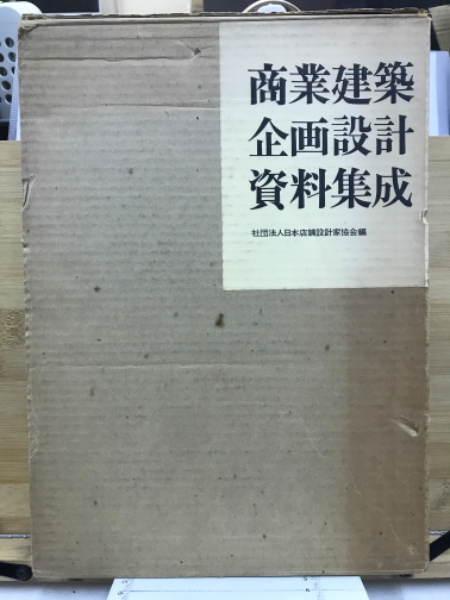 商業建築
企画設計
資料集成
社団法人日本店舗設計家協会編